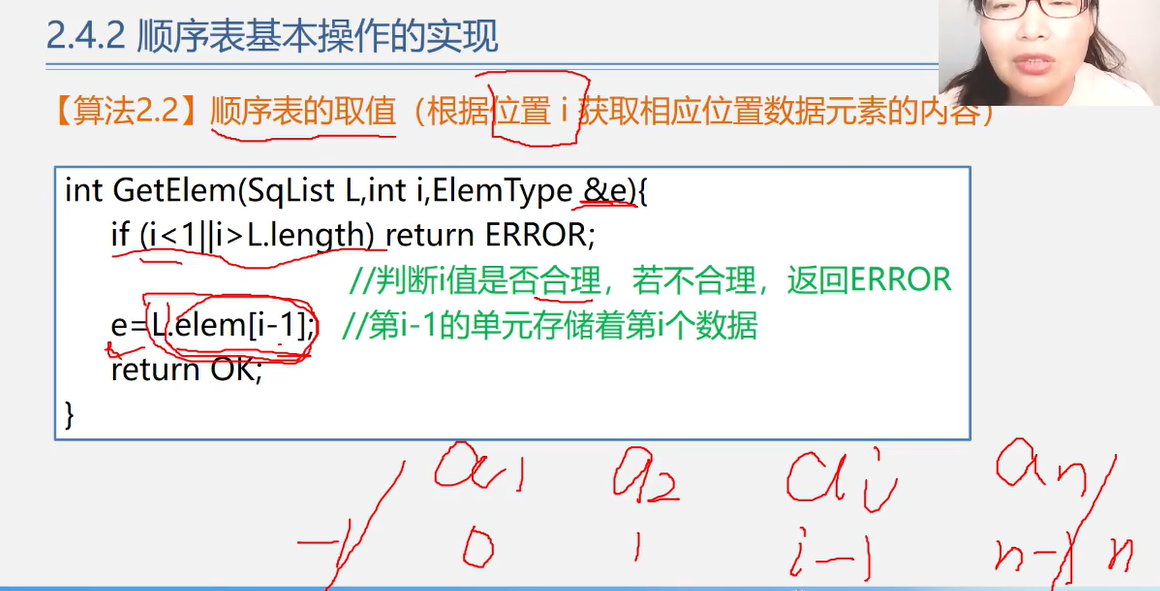 2.4.2 顺序表基本操作的实现
【算法2.2】顺序表的取值（根据位置 i 获取相应位置数据元素的内容）
int GetElem(SqList L,int i,ElemType &e){
if (i<1||i>L.length) return ERROR;
//判断i值是否合理，若不合理，返回ERROR
e=L.elem[i-1]; //第i-1的单元存储着第i个数据
return OK;
}
a1 a2 ai an
-1 0 1 i-1 n-1 n